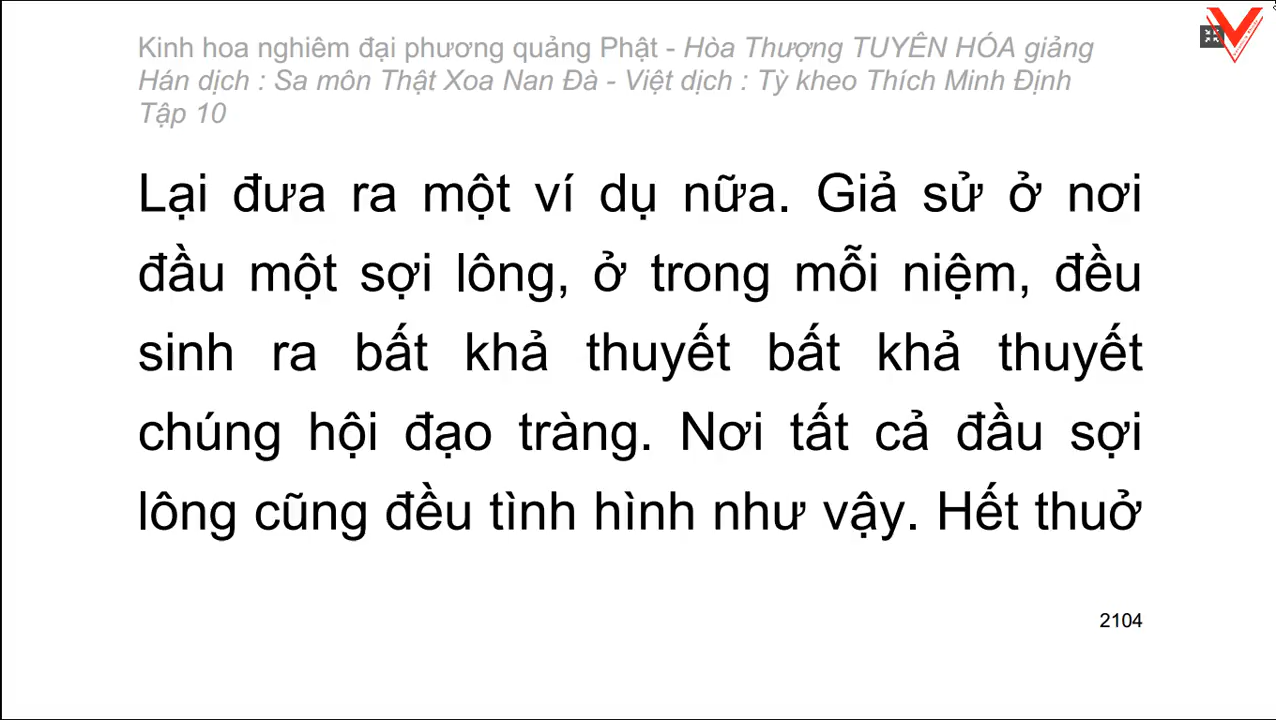 Kinh hoa nghiêm đại phương quảng Phật - Hòa Thượng TUYÊN HÓA giảng
Hán dịch : Sa môn Thật Xoa Nan Đà - Việt dịch : Tỳ kheo Thích Minh Định
Tập 10
Lại đưa ra một ví dụ nữa. Giả sử ở nơi
đầu một sợi lông, ở trong mỗi niệm, đều
sinh ra bất khả thuyết bất khả thuyết
chúng hội đạo tràng. Nơi tất cả đầu sợi
lông cũng đều tình hình như vậy. Hết thuở
2104